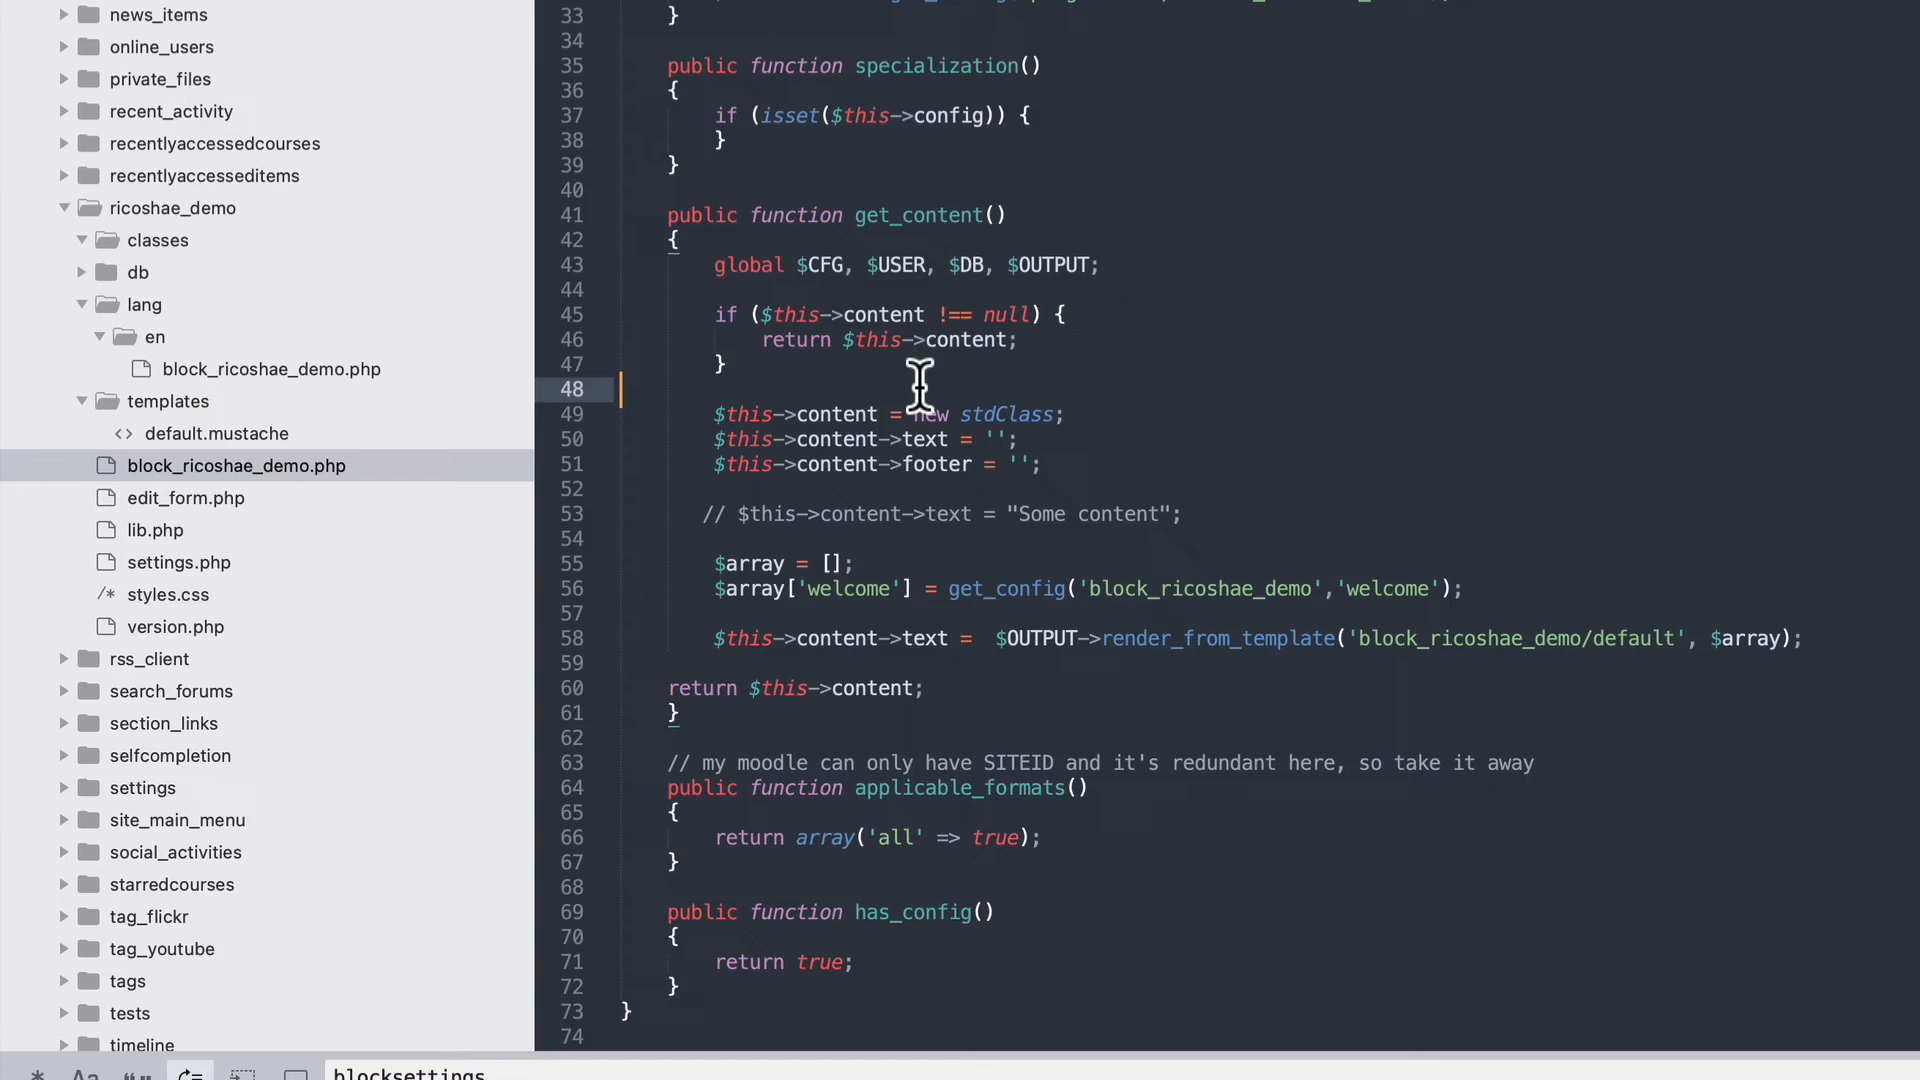 news_items
online_users
private_files
recent_activity
recentlyaccessedcourses
recentlyaccesseditems
ricoshae_demo
classes
db
lang
en
block_ricoshae_demo.php
templates
<> default.mustache
block_ricoshae_demo.php
edit_form.php
lib.php
settings.php
/* styles.css
version.php
rss_client
search_forums
section_links
selfcompletion
settings
site_main_menu
social_activities
starredcourses
tag_flickr
tag_youtube
tags
tests
timeline
33 }
34
35 public function specialization()
36 {
37 if (isset($this->config)) {
38 }
39 }
40
41 public function get_content()
42 {
43 global $CFG, $USER, $DB, $OUTPUT;
44
45 if ($this->content !== null) {
46 return $this->content;
47 }
48
49 $this->content = new stdClass;
50 $this->content->text = '';
51 $this->content->footer = '';
52
53 // $this->content->text = "Some content";
54
55 $array = [];
56 $array['welcome'] = get_config('block_ricoshae_demo','welcome');
57
58 $this->content->text =  $OUTPUT->render_from_template('block_ricoshae_demo/default', $array);
59
60 return $this->content;
61 }
62
63 // my moodle can only have SITEID and it's redundant here, so take it away
64 public function applicable_formats()
65 {
66 return array('all' => true);
67 }
68
69 public function has_config()
70 {
71 return true;
72 }
73 }
74
.* Aa "" blocksettings